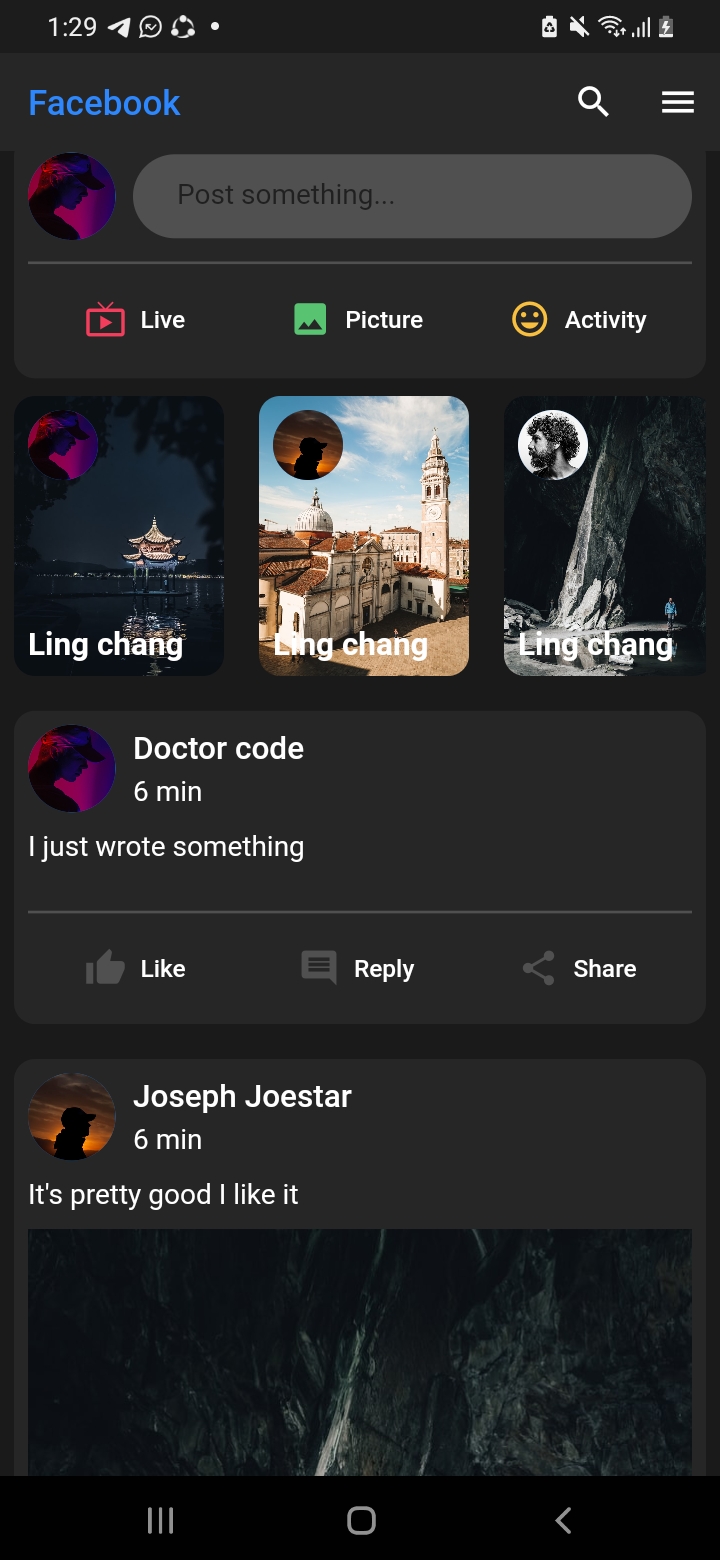 1:29
Facebook
Post something...
Live Picture Activity
Ling chang Ling chang Ling chang
Doctor code
6 min
I just wrote something
Like Reply Share
Joseph Joestar
6 min
It's pretty good I like it